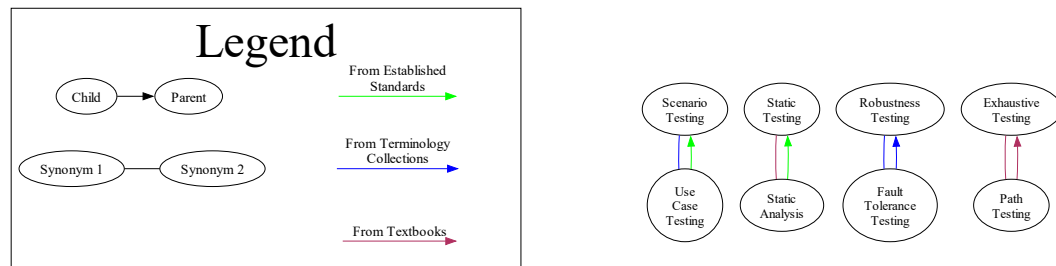 Legend
Child
Parent
From Established
Standards
Synonym 1
Synonym 2
From Terminology
Collections
From Textbooks
Scenario
Testing
Static
Testing
Robustness
Testing
Exhaustive
Testing
Use
Case
Testing
Static
Analysis
Fault
Tolerance
Testing
Path
Testing